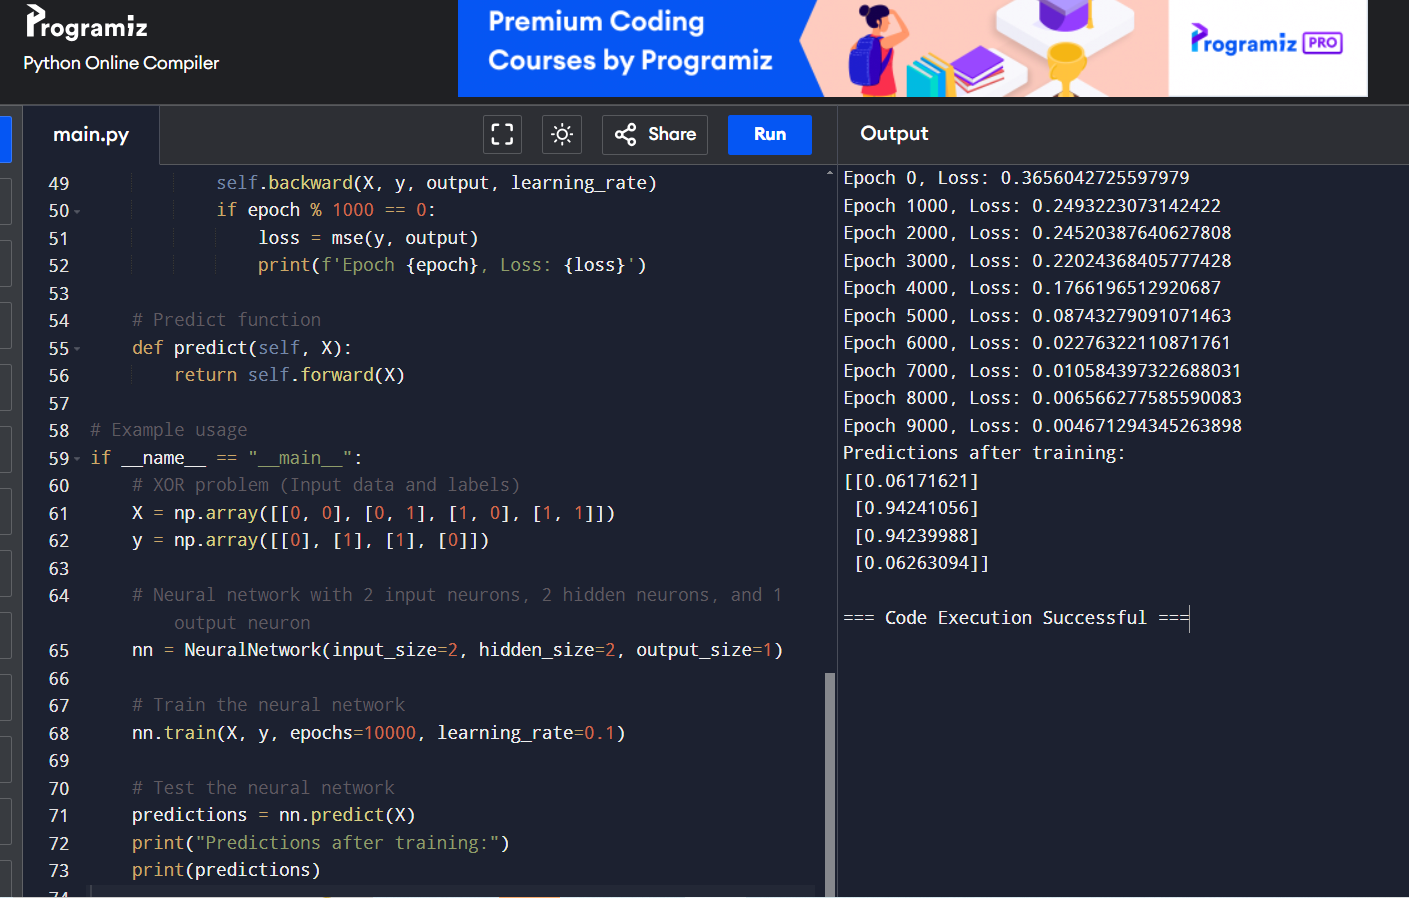 Programiz
Python Online Compiler
Premium Coding
Courses by Programiz
Programiz PRO
main.py
Share
Run
Output
49 self.backward(X, y, output, learning_rate)
50 if epoch % 1000 == 0:
51 loss = mse(y, output)
52 print(f'Epoch {epoch}, Loss: {loss}')
53
54 # Predict function
55 def predict(self, X):
56 return self.forward(X)
57
58 # Example usage
59 if __name__ == "__main__":
60 # XOR problem (Input data and labels)
61 X = np.array([[0, 0], [0, 1], [1, 0], [1, 1]])
62 y = np.array([[0], [1], [1], [0]])
63
64 # Neural network with 2 input neurons, 2 hidden neurons, and 1
output neuron
65 nn = NeuralNetwork(input_size=2, hidden_size=2, output_size=1)
66
67 # Train the neural network
68 nn.train(X, y, epochs=10000, learning_rate=0.1)
69
70 # Test the neural network
71 predictions = nn.predict(X)
72 print("Predictions after training:")
73 print(predictions)
74
Epoch 0, Loss: 0.3656042725597979
Epoch 1000, Loss: 0.2493223073142422
Epoch 2000, Loss: 0.24520387640627808
Epoch 3000, Loss: 0.22024368405777428
Epoch 4000, Loss: 0.1766196512920687
Epoch 5000, Loss: 0.08743279091071463
Epoch 6000, Loss: 0.02276322110871761
Epoch 7000, Loss: 0.010584397322688031
Epoch 8000, Loss: 0.006566277585590083
Epoch 9000, Loss: 0.004671294345263898
Predictions after training:
[[0.06171621]
[0.94241056]
[0.94239988]
[0.06263094]]
=== Code Execution Successful ===